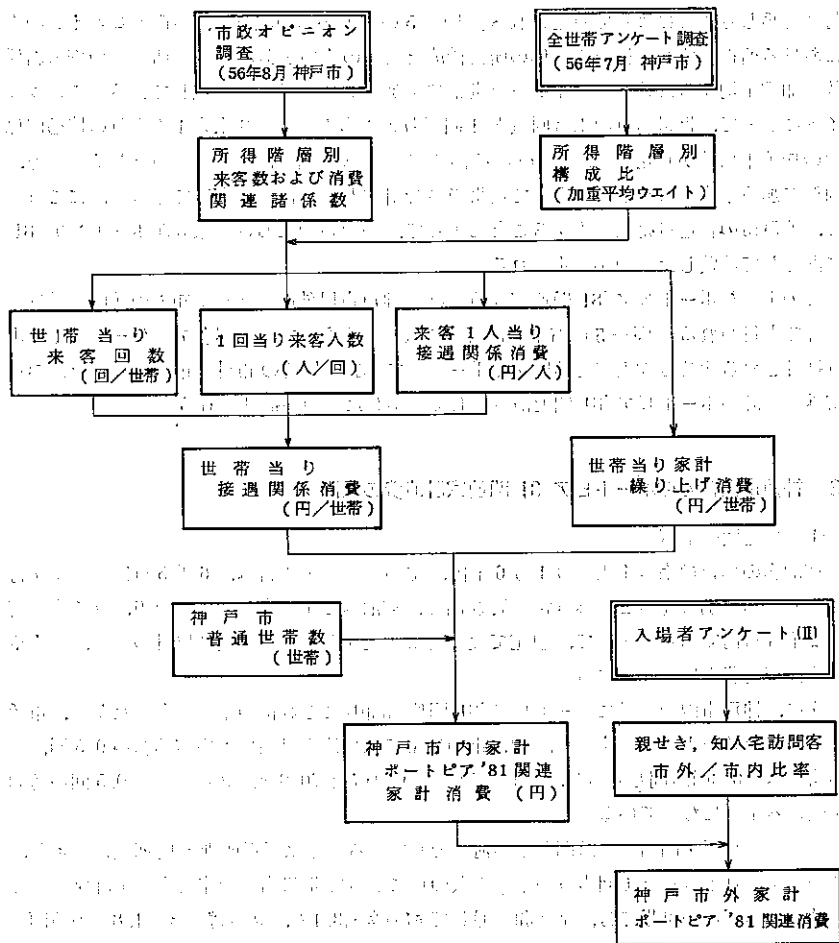 市政オピニオン
調査
(56年8月 神戸市)
全世帯アンケート調査
(56年7月 神戸市)
所得階層別
来客数および消費
関連諸係数
所得階層別
構成比
(加重平均ウエイト)
世帯当り
来客回数
(回/世帯)
1回当り来客人数
(人/回)
来客1人当り
接遇関係消費
(円/人)
世帯当り
接遇関係消費
(円/世帯)
世帯当り家計
繰り上げ消費
(円/世帯)
神戸市
普通世帯数
(世帯)
入場者アンケート(II)
神戸市内家計
ポートピア'81関連
家計消費 (円)
親せき,知人宅訪問客
市外/市内比率
神戸市外家計
ポートピア'81関連消費